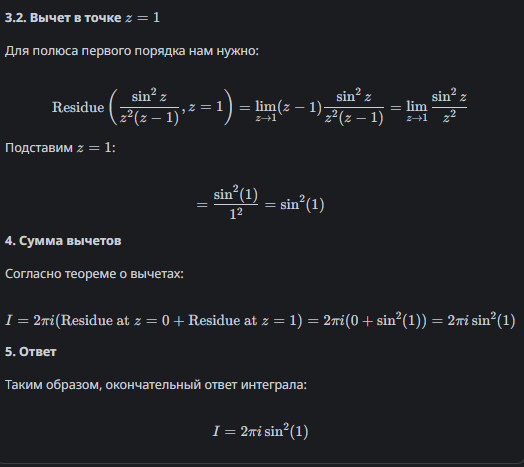 3.2. Вычет в точке z = 1
Для полюса первого порядка нам нужно:
Residue ( sin² z / z²(z − 1) , z = 1 ) = lim z→1 (z − 1) sin² z / z²(z − 1) = lim z→1 sin² z / z²
Подставим z = 1:
= sin²(1) / 1² = sin²(1)
4. Сумма вычетов
Согласно теореме о вычетах:
I = 2πi(Residue at z = 0 + Residue at z = 1) = 2πi(0 + sin²(1)) = 2πi sin²(1)
5. Ответ
Таким образом, окончательный ответ интеграла:
I = 2πi sin²(1)